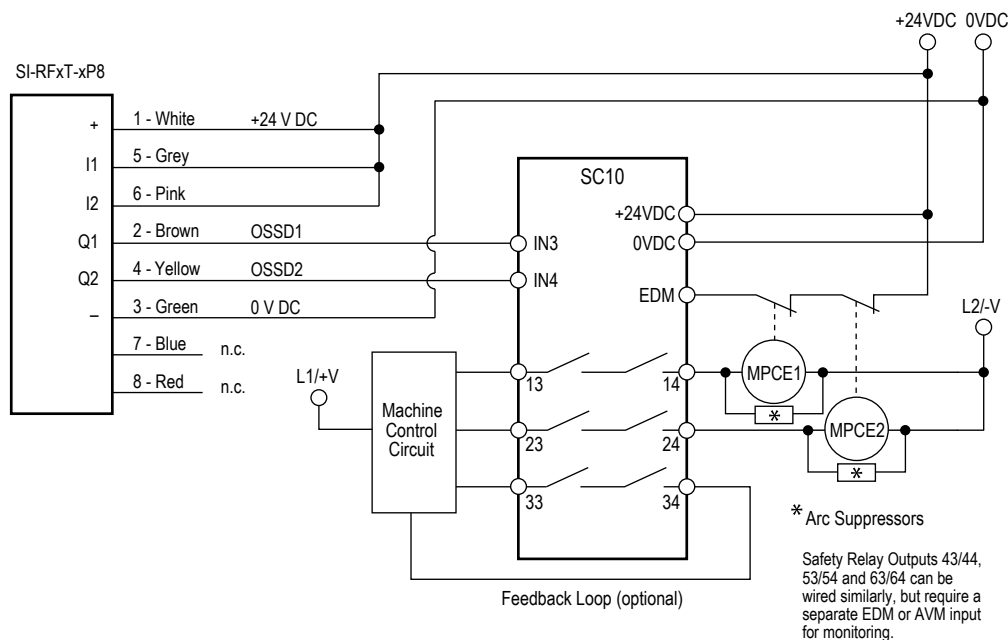 +24VDC 0VDC
SI-RFxT-xP8
+ 1 - White +24 V DC
I1 5 - Grey
I2 6 - Pink
Q1 2 - Brown OSSD1
Q2 4 - Yellow OSSD2
– 3 - Green 0 V DC
7 - Blue n.c.
8 - Red n.c.
SC10
+24VDC
0VDC
IN3
IN4
EDM
L2/-V
L1/+V
Machine
Control
Circuit
13 14
23 24
33 34
MPCE1
*
MPCE2
*
* Arc Suppressors
Safety Relay Outputs 43/44,
53/54 and 63/64 can be
wired similarly, but require a
separate EDM or AVM input
for monitoring.
Feedback Loop (optional)